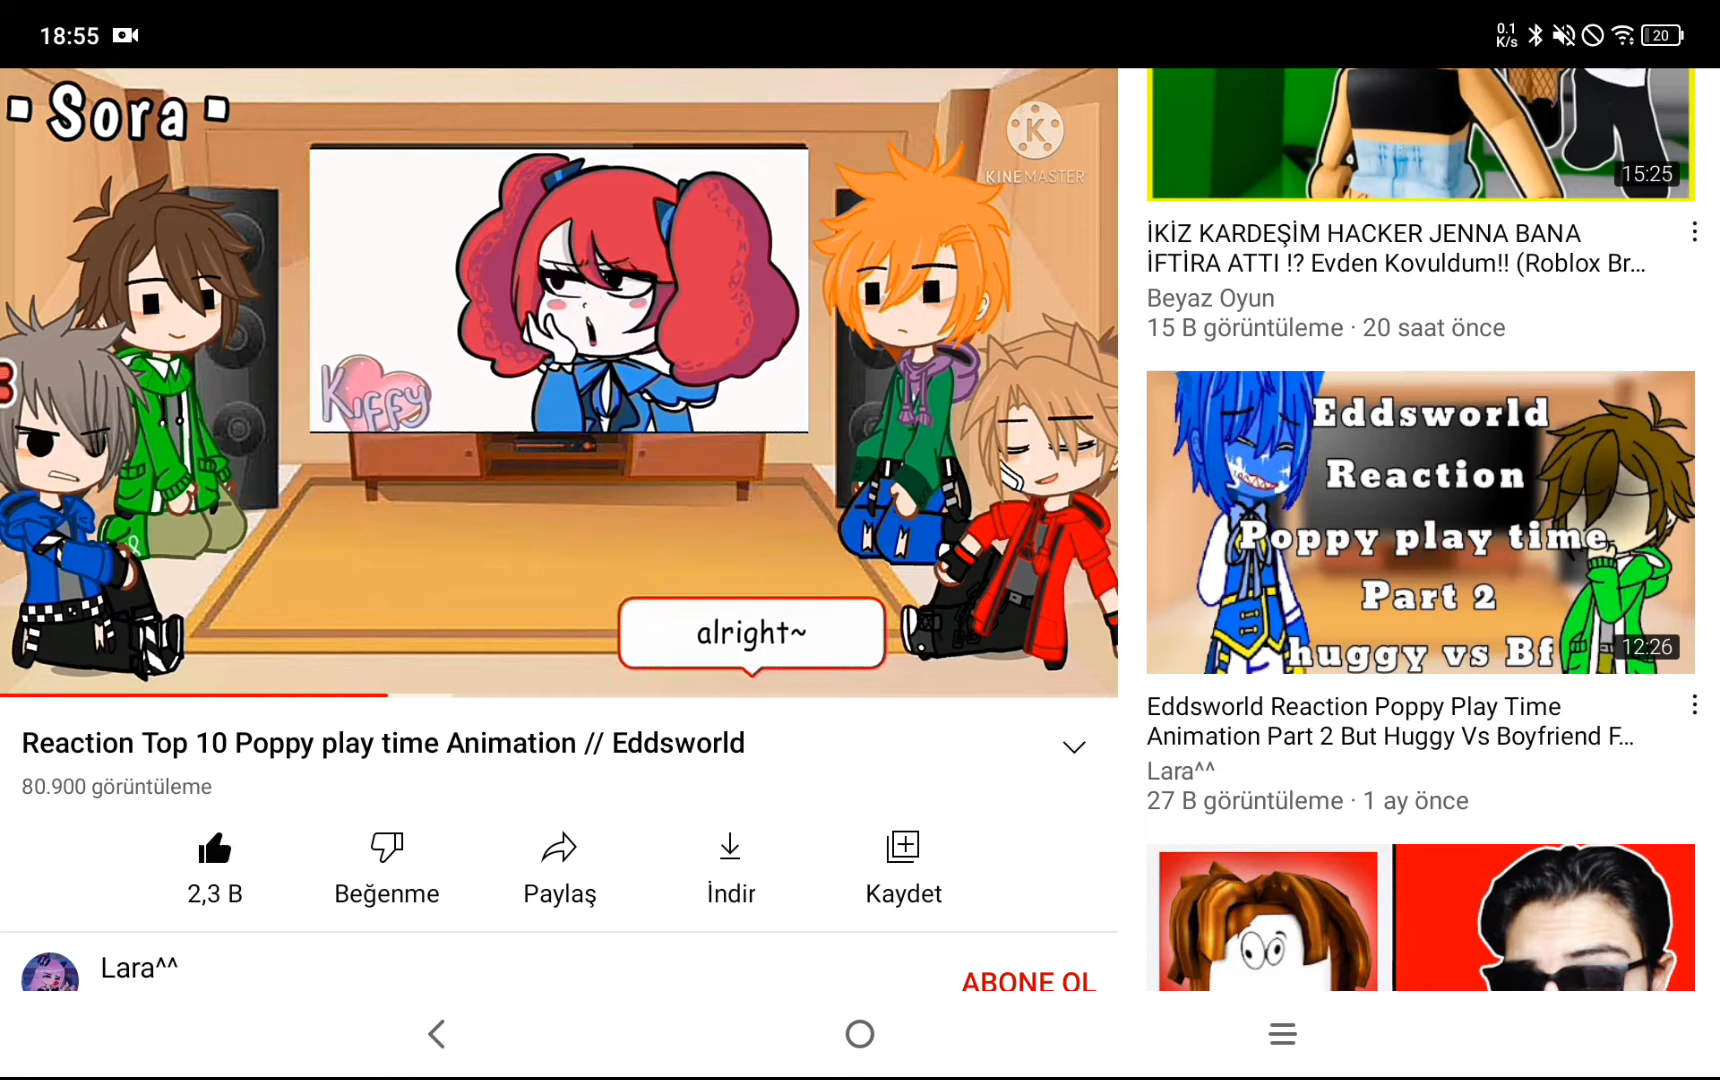 18:55
0.1
K/s
20
Sora
K
KINEMASTER
Kiffy
alright~
Reaction Top 10 Poppy play time Animation // Eddsworld
80.900 görüntüleme
2,3 B
Beğenme
Paylaş
İndir
Kaydet
Lara^^
ABONE OL
15:25
İKİZ KARDEŞİM HACKER JENNA BANA
İFTİRA ATTI !? Evden Kovuldum!! (Roblox Br...
Beyaz Oyun
15 B görüntüleme · 20 saat önce
Eddsworld
Reaction
Poppy play time
Part 2
huggy vs Bf
12:26
Eddsworld Reaction Poppy Play Time
Animation Part 2 But Huggy Vs Boyfriend F...
Lara^^
27 B görüntüleme · 1 ay önce